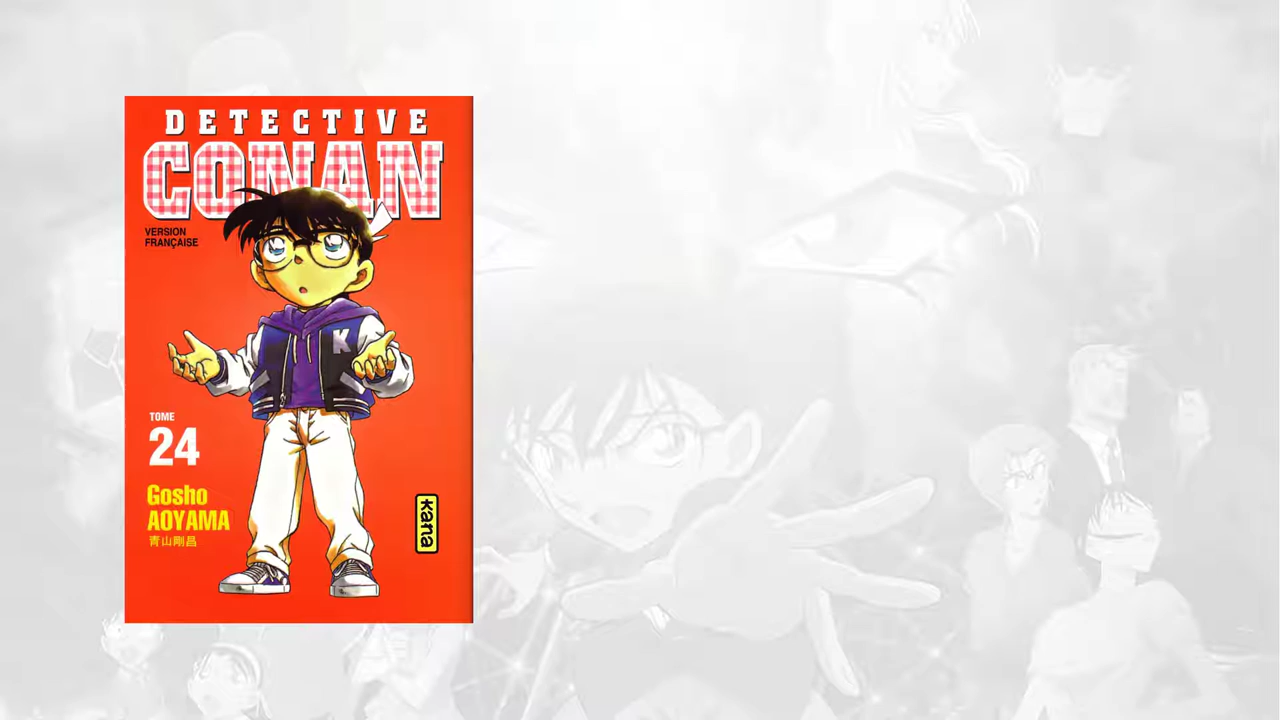 DETECTIVE
CONAN
VERSION
FRANÇAISE
K
TOME
24
Gosho
AOYAMA
青山剛昌
kana